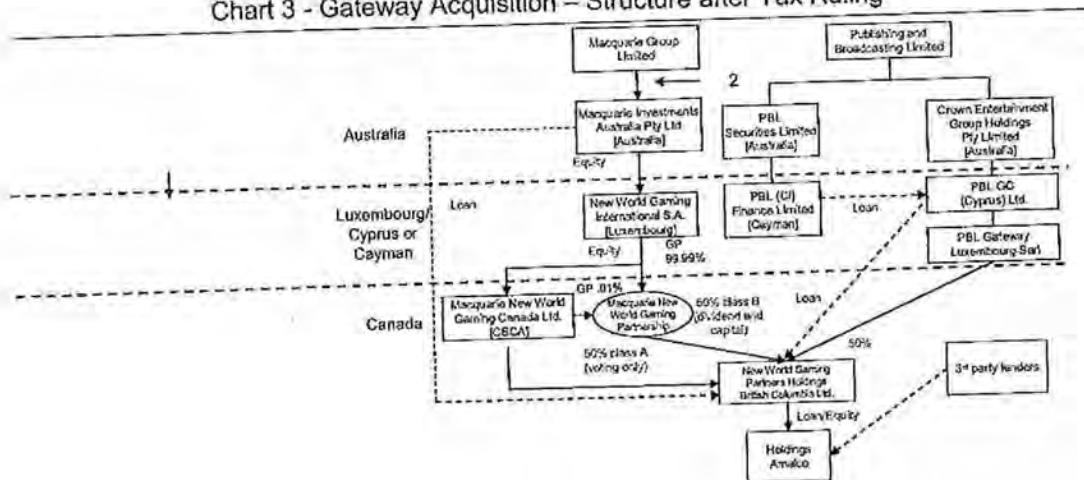 Chart 3 - Gateway Acquisition – Structure after Tax Ruling
Macquarie Group
Limited
Publishing and
Broadcasting Limited
2
Australia
Macquarie Investments
Australia Pty Ltd
[Australia]
PBL
Securities Limited
[Australia]
Crown Entertainment
Group Holdings
Pty Limited
[Australia]
Equity
Luxembourg/
Cyprus or
Cayman
Loan
New World Gaming
International S.A.
[Luxembourg]
PBL (CI)
Finance Limited
(Cayman)
Loan
PBL GC
(Cyprus) Ltd.
PBL Gateway
Luxembourg Sarl
Equity
GP
99.99%
Canada
GP .01%
Macquarie New World
Gaming Canada Ltd.
Macquarie New
World Gaming
Partnership
50% class B
(dividend and
capital)
Loan
50%
50% class A
(voting only)
New World Gaming
Partners Holdings
British Columbia Ltd.
3rd party lenders
Loan/Equity
Holdings
Amalco